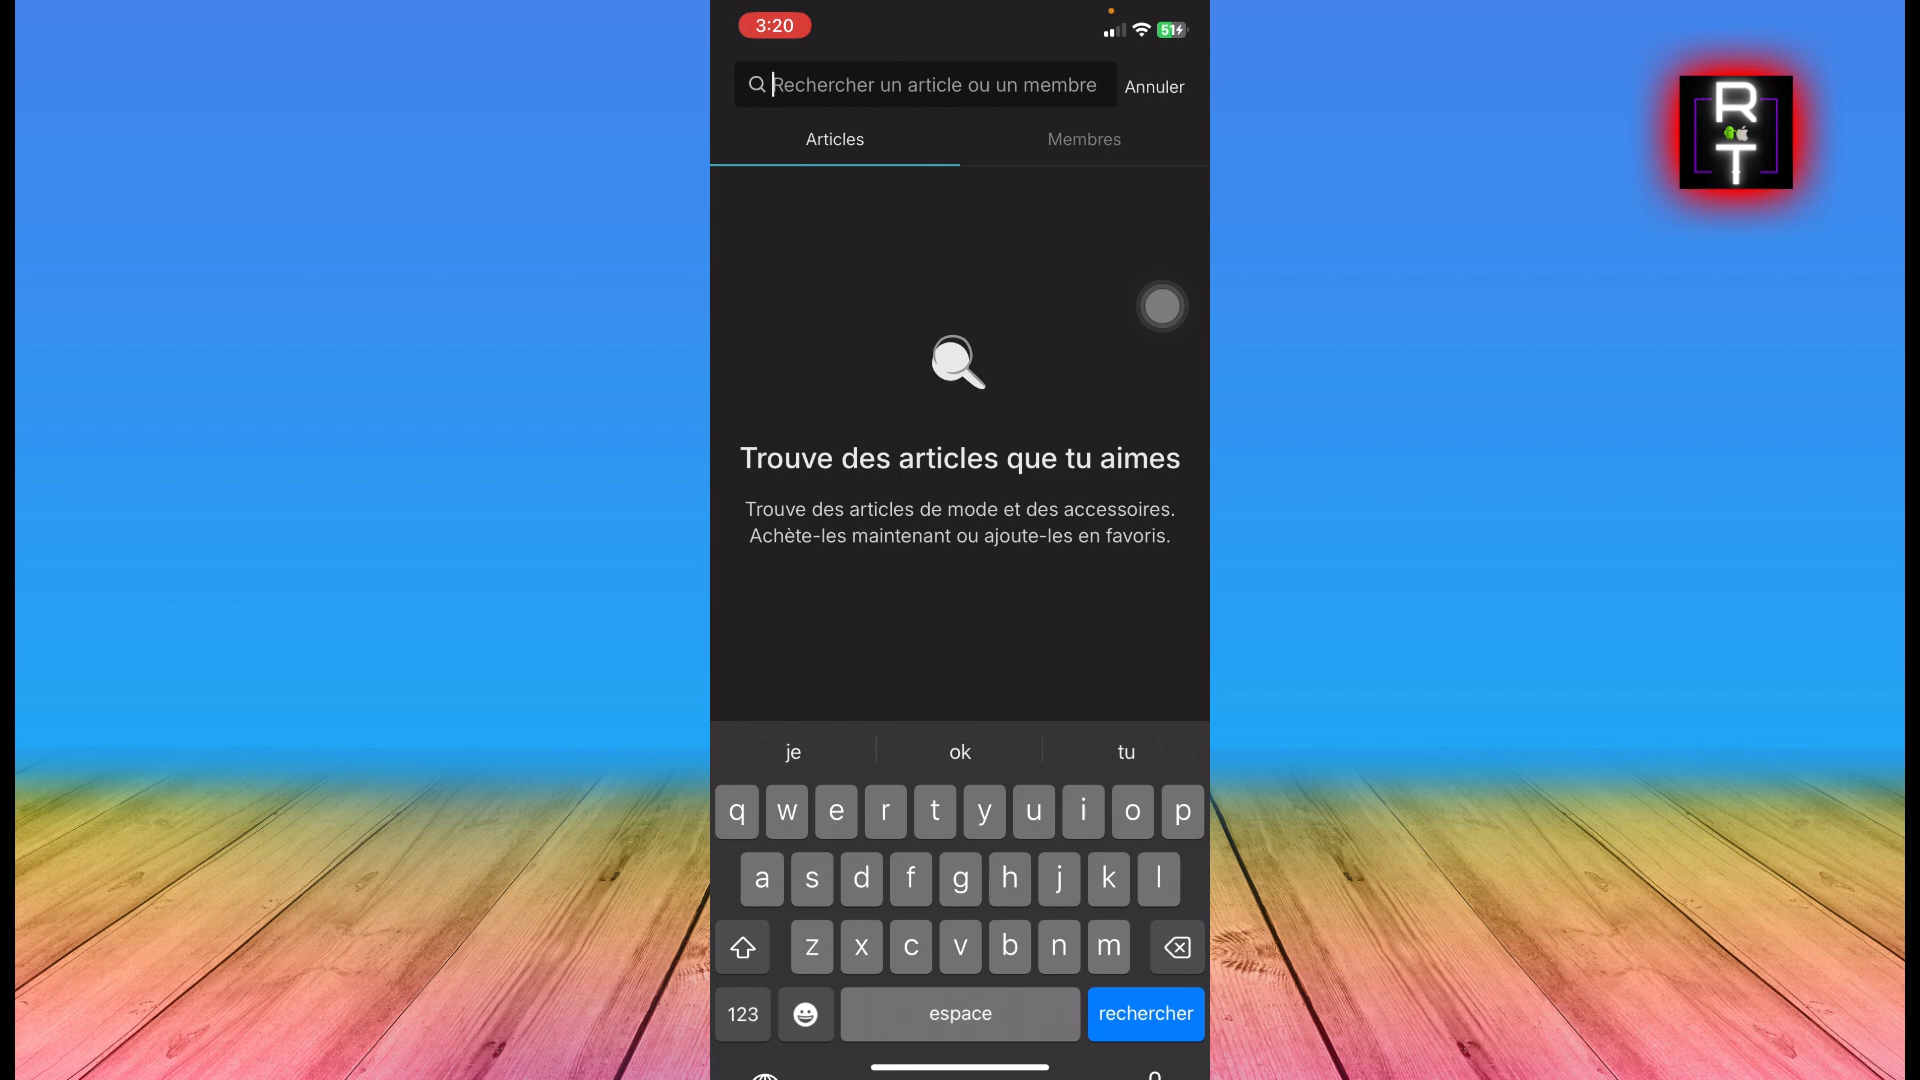 3:20
51
Rechercher un article ou un membre
Annuler
Articles
Membres
R
T
Trouve des articles que tu aimes
Trouve des articles de mode et des accessoires.
Achète-les maintenant ou ajoute-les en favoris.
je
ok
tu
q w e r t y u i o p
a s d f g h j k l
z x c v b n m
123
espace
rechercher